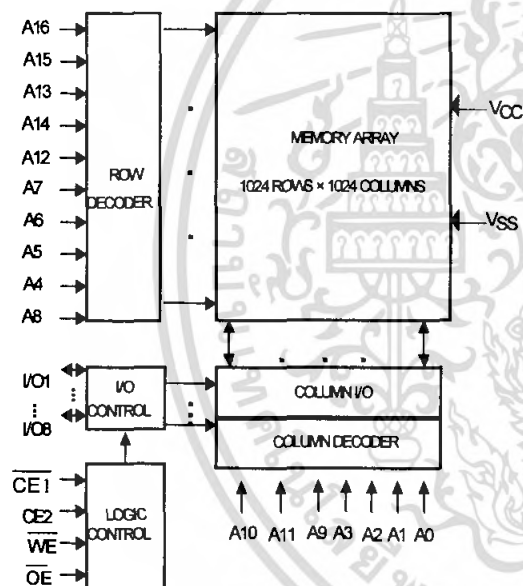 A16
A15
A13
A14
A12
A7
A6
A5
A4
A8
ROW
DECODER
MEMORY ARRAY
1024 ROWS × 1024 COLUMNS
VCC
VSS
I/O1
I/O8
I/O
CONTROL
COLUMN I/O
COLUMN DECODER
CE1
CE2
WE
OE
LOGIC
CONTROL
A10 A11 A9 A3 A2 A1 A0